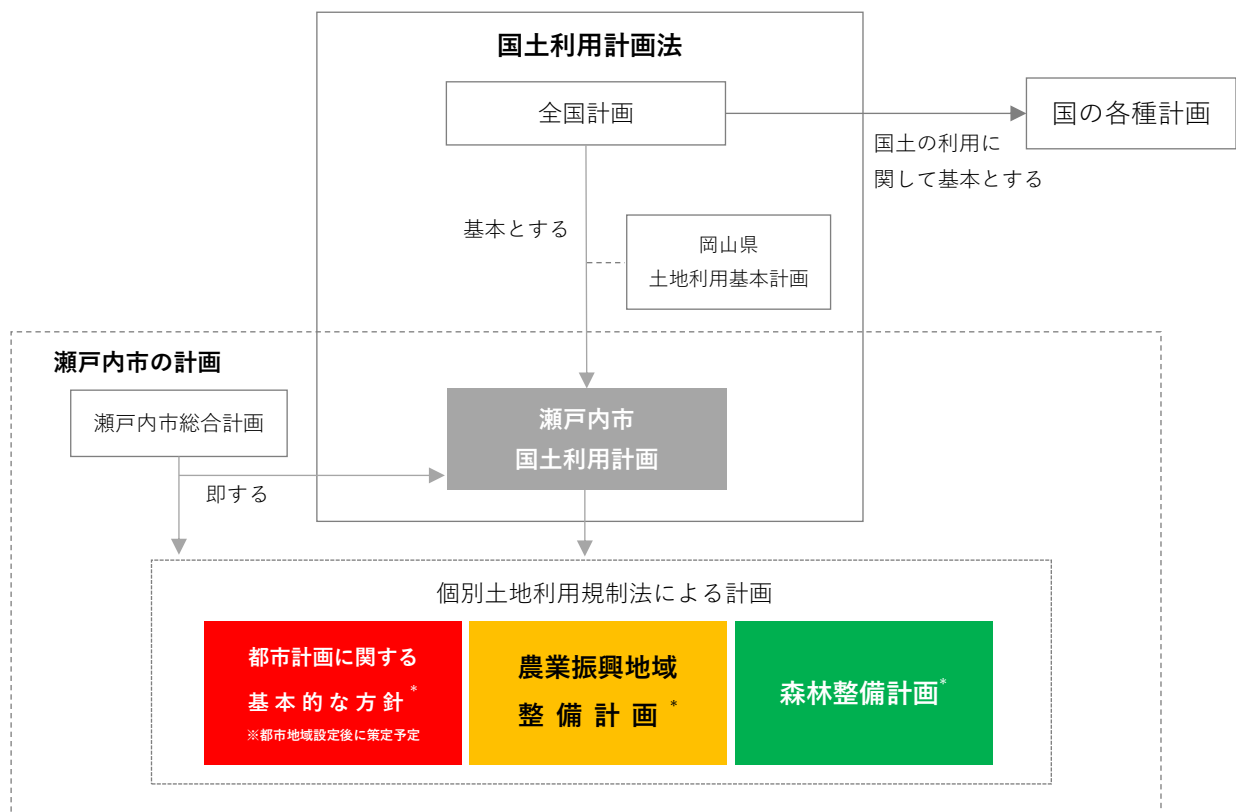 国土利用計画法
全国計画
国の各種計画
国土の利用に
関して基本とする
基本とする
岡山県
土地利用基本計画
瀬戸内市の計画
瀬戸内市総合計画
瀬戸内市
国土利用計画
即する
個別土地利用規制法による計画
都市計画に関する
基本的な方針*
※都市地域設定後に策定予定
農業振興地域
整備計画*
森林整備計画*